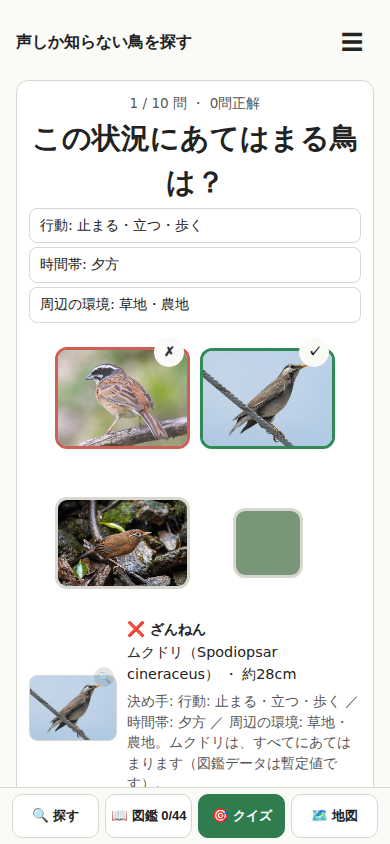 声しか知らない鳥を探す
☰
1 / 10 問 ・ 0問正解
この状況にあてはまる鳥
は？
行動: 止まる・立つ・歩く
時間帯: 夕方
周辺の環境: 草地・農地
✗
✓
❌ ざんねん
ムクドリ（Spodiopsar
cineraceus） ・ 約28cm
決め手: 行動: 止まる・立つ・歩く ／
時間帯: 夕方 ／ 周辺の環境: 草地・
農地。ムクドリは、すべてにあては
まります（図鑑データは暫定値で
す）。
🔍 探す
📖 図鑑 0/44
🎯 クイズ
🗺️ 地図